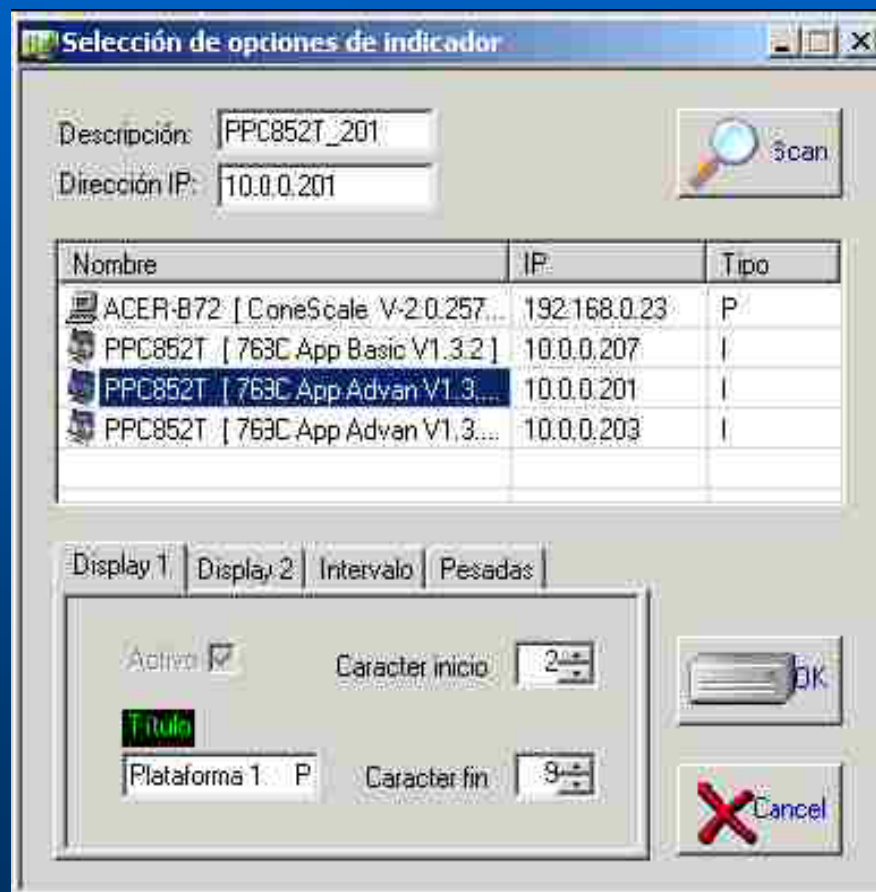 Selección de opciones de indicador
Descripción: PPC852T_201
Scan
Dirección IP: 10.0.0.201
Nombre IP Tipo
ACER-B72 [ ConeScale V-2.0.257... 192.168.0.23 P
PPC852T [ 763C App Basic V1.3.2 ] 10.0.0.207 I
PPC852T [ 763C App Advan V1.3.... 10.0.0.201 I
PPC852T [ 763C App Advan V1.3.... 10.0.0.203 I
Display 1 Display 2 Intervalo Pesadas
Activo Caracter inicio 2
OK
Título
Plataforma 1 P Caracter fin 9
Cancel